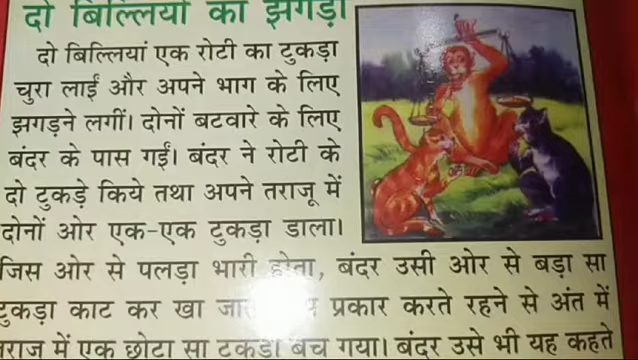 दो बिल्लियों का झगड़ा
दो बिल्लियां एक रोटी का टुकड़ा
चुरा लाईं और अपने भाग के लिए
झगड़ने लगीं। दोनों बटवारे के लिए
बंदर के पास गईं। बंदर ने रोटी के
दो टुकड़े किये तथा अपने तराजू में
दोनों ओर एक-एक टुकड़ा डाला।
जिस ओर से पलड़ा भारी होता, बंदर उसी ओर से बड़ा सा
टुकड़ा काट कर खा प्रकार करते रहने से अंत में
में एक छोटा सा टुकड़ा बच गया। बंदर उसे भी यह कहते